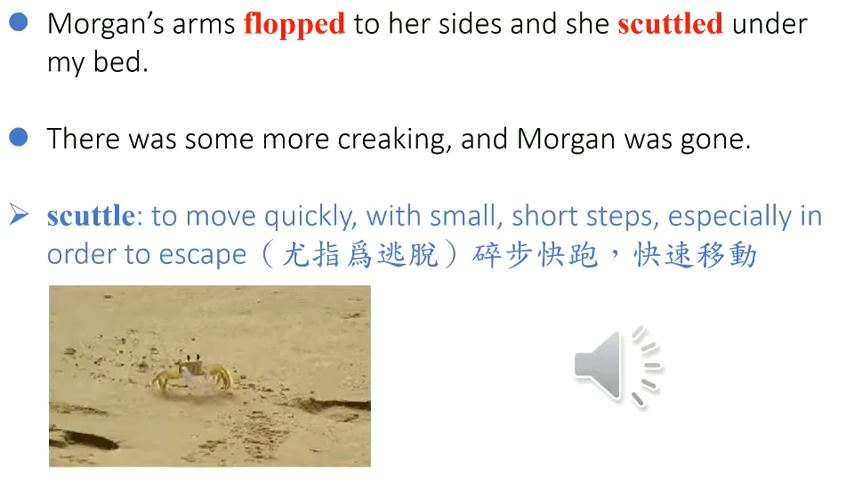 Morgan’s arms flopped to her sides and she scuttled under
my bed.
There was some more creaking, and Morgan was gone.
scuttle: to move quickly, with small, short steps, especially in
order to escape（尤指爲逃脫）碎步快跑，快速移動